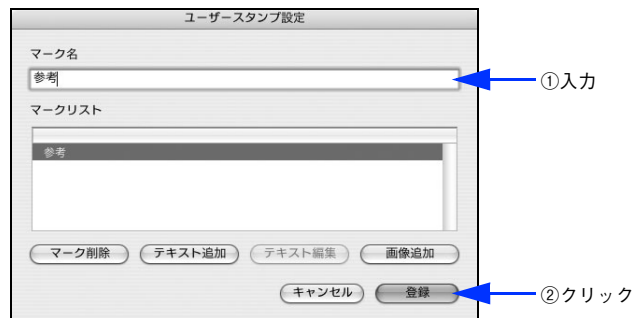 ユーザースタンプ設定
マーク名
参考
①入力
マークリスト
参考
マーク削除 テキスト追加 テキスト編集 画像追加
キャンセル 登録
②クリック